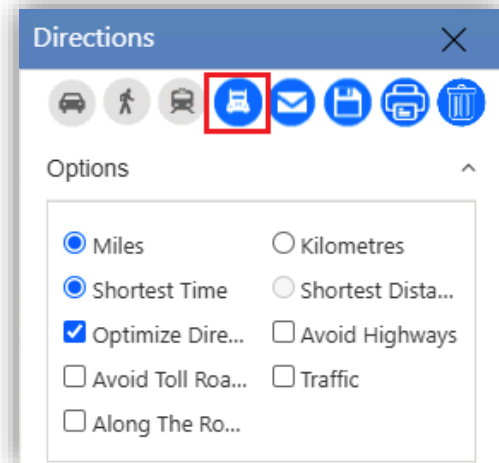 Directions
Options
Miles Kilometres
Shortest Time Shortest Dista...
Optimize Dire... Avoid Highways
Avoid Toll Roa... Traffic
Along The Ro...